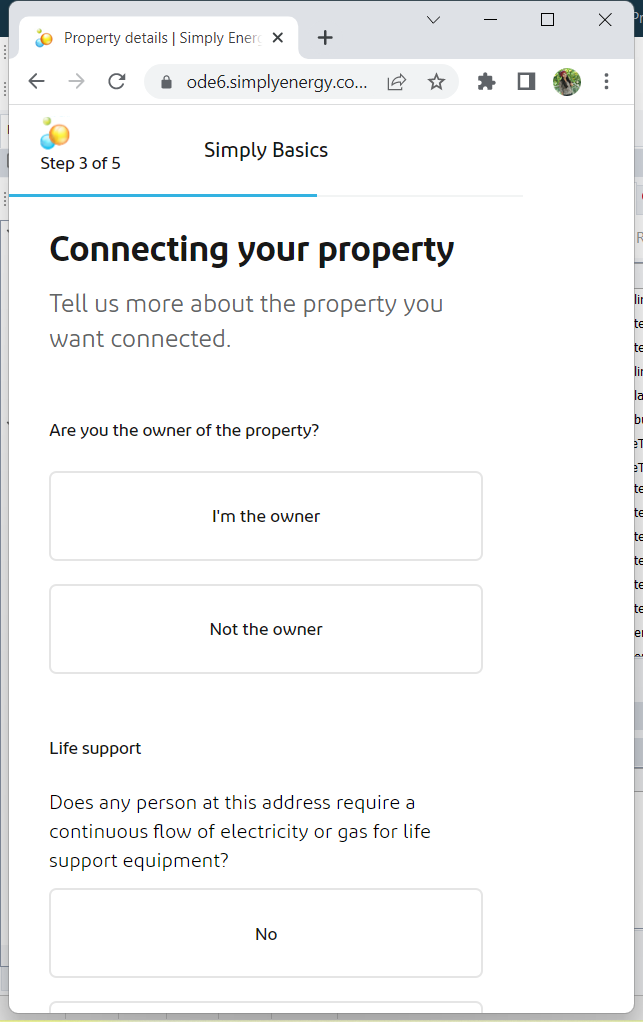 Property details | Simply Energ
ode6.simplyenergy.co...
Step 3 of 5
Simply Basics
Connecting your property
Tell us more about the property you
want connected.
Are you the owner of the property?
I'm the owner
Not the owner
Life support
Does any person at this address require a
continuous flow of electricity or gas for life
support equipment?
No